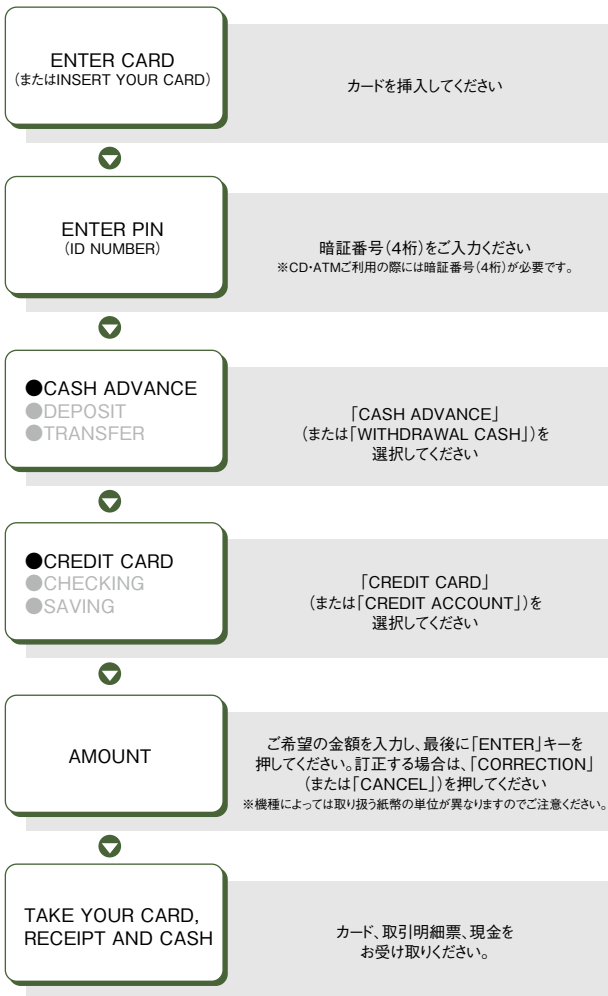 ENTER CARD
（またはINSERT YOUR CARD）
カードを挿入してください
ENTER PIN
（ID NUMBER）
暗証番号（4桁）をご入力ください
※CD・ATMご利用の際には暗証番号（4桁）が必要です。
●CASH ADVANCE
●DEPOSIT
●TRANSFER
「CASH ADVANCE」
（または「WITHDRAWAL CASH」）を
選択してください
●CREDIT CARD
●CHECKING
●SAVING
「CREDIT CARD」
（または「CREDIT ACCOUNT」）を
選択してください
AMOUNT
ご希望の金額を入力し、最後に「ENTER」キーを
押してください。訂正する場合は、「CORRECTION」
（または「CANCEL」）を押してください
※機種によっては取り扱う紙幣の単位が異なりますのでご注意ください。
TAKE YOUR CARD,
RECEIPT AND CASH
カード、取引明細票、現金を
お受け取りください。